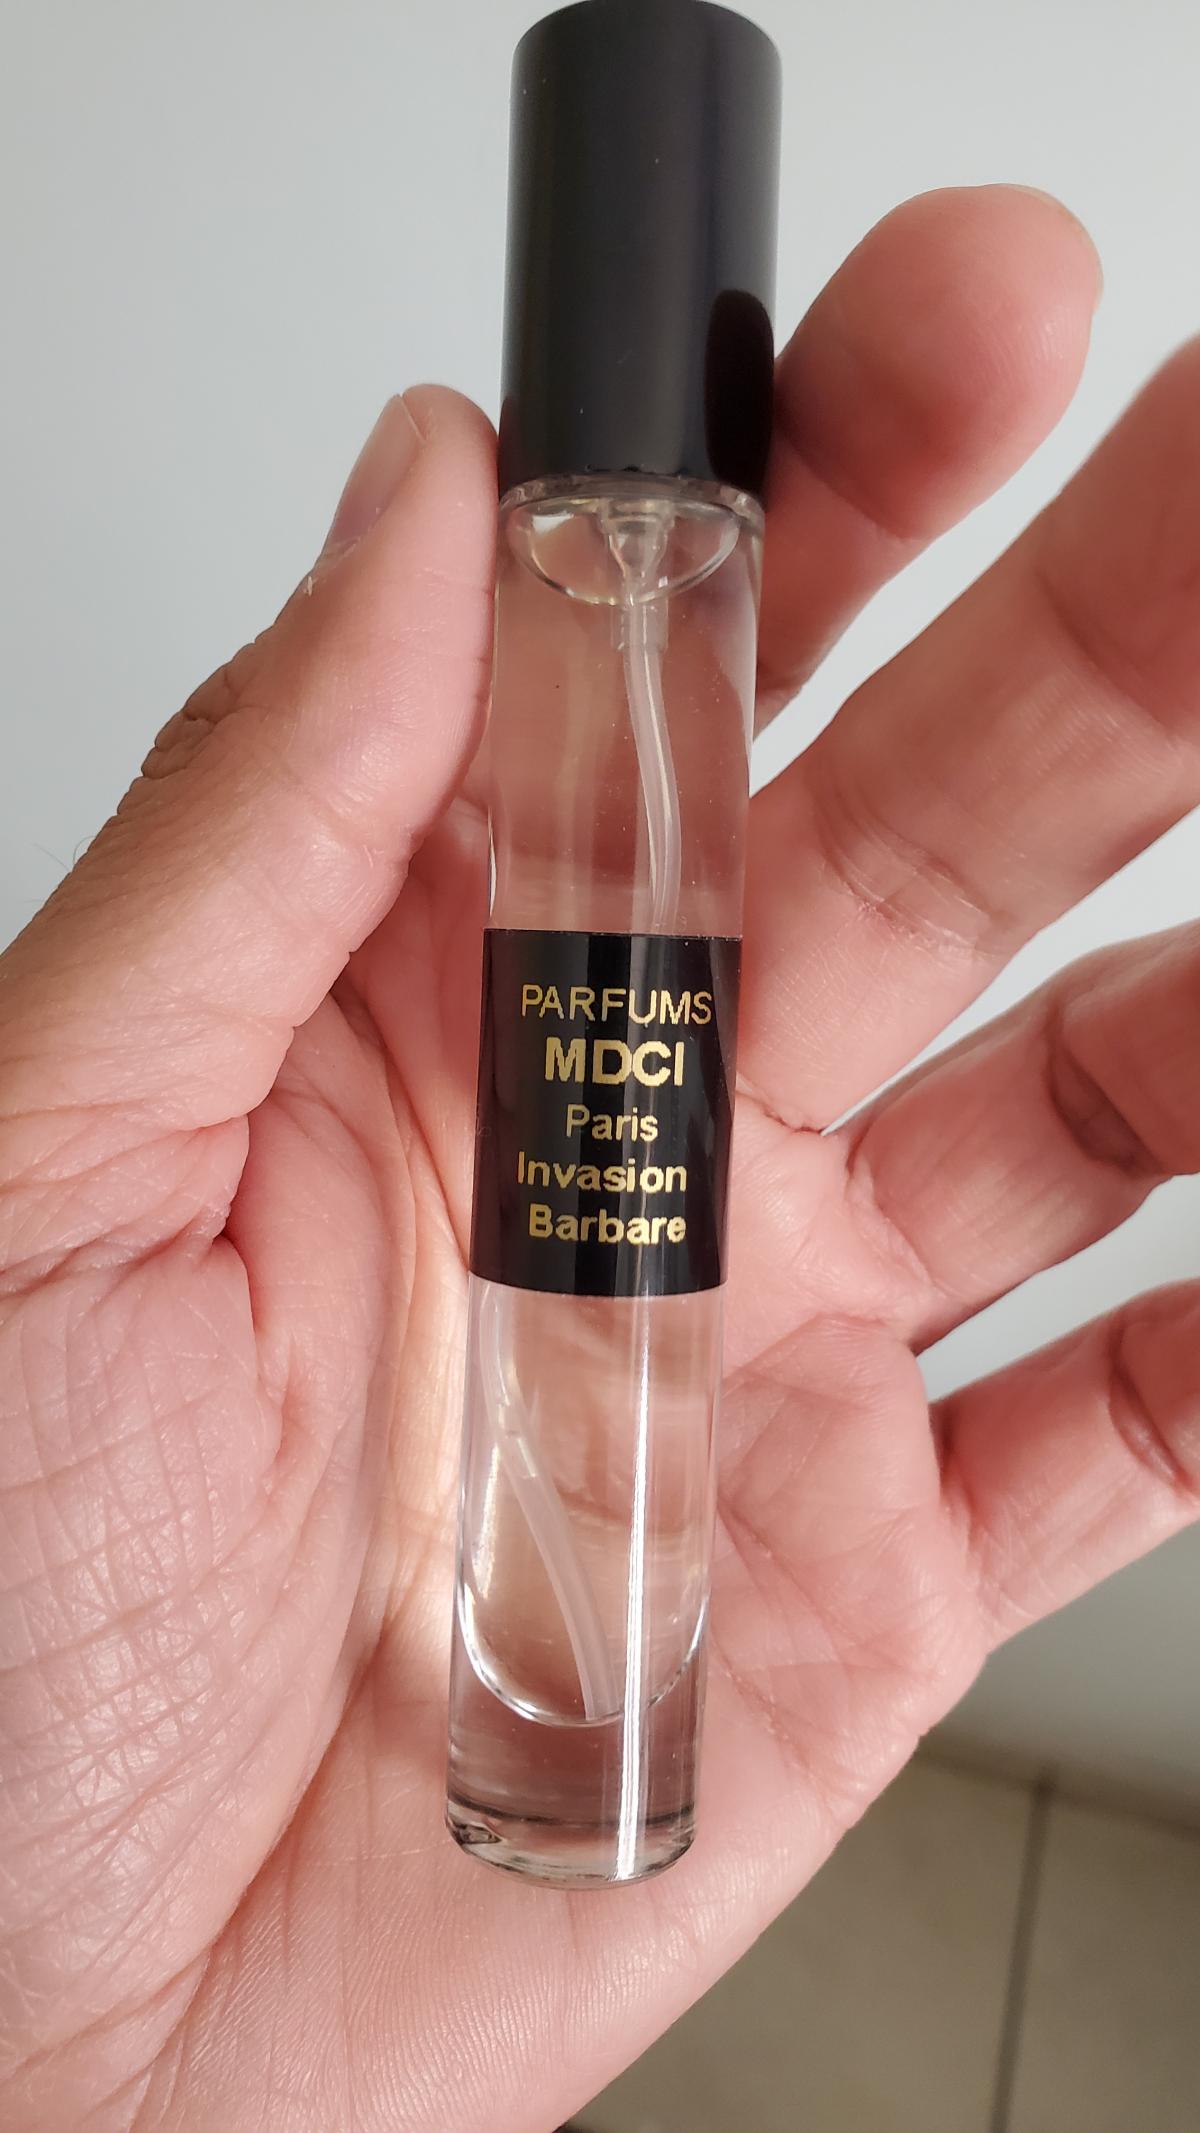 PARFUMS
MDCI
Paris
Invasion
Barbare